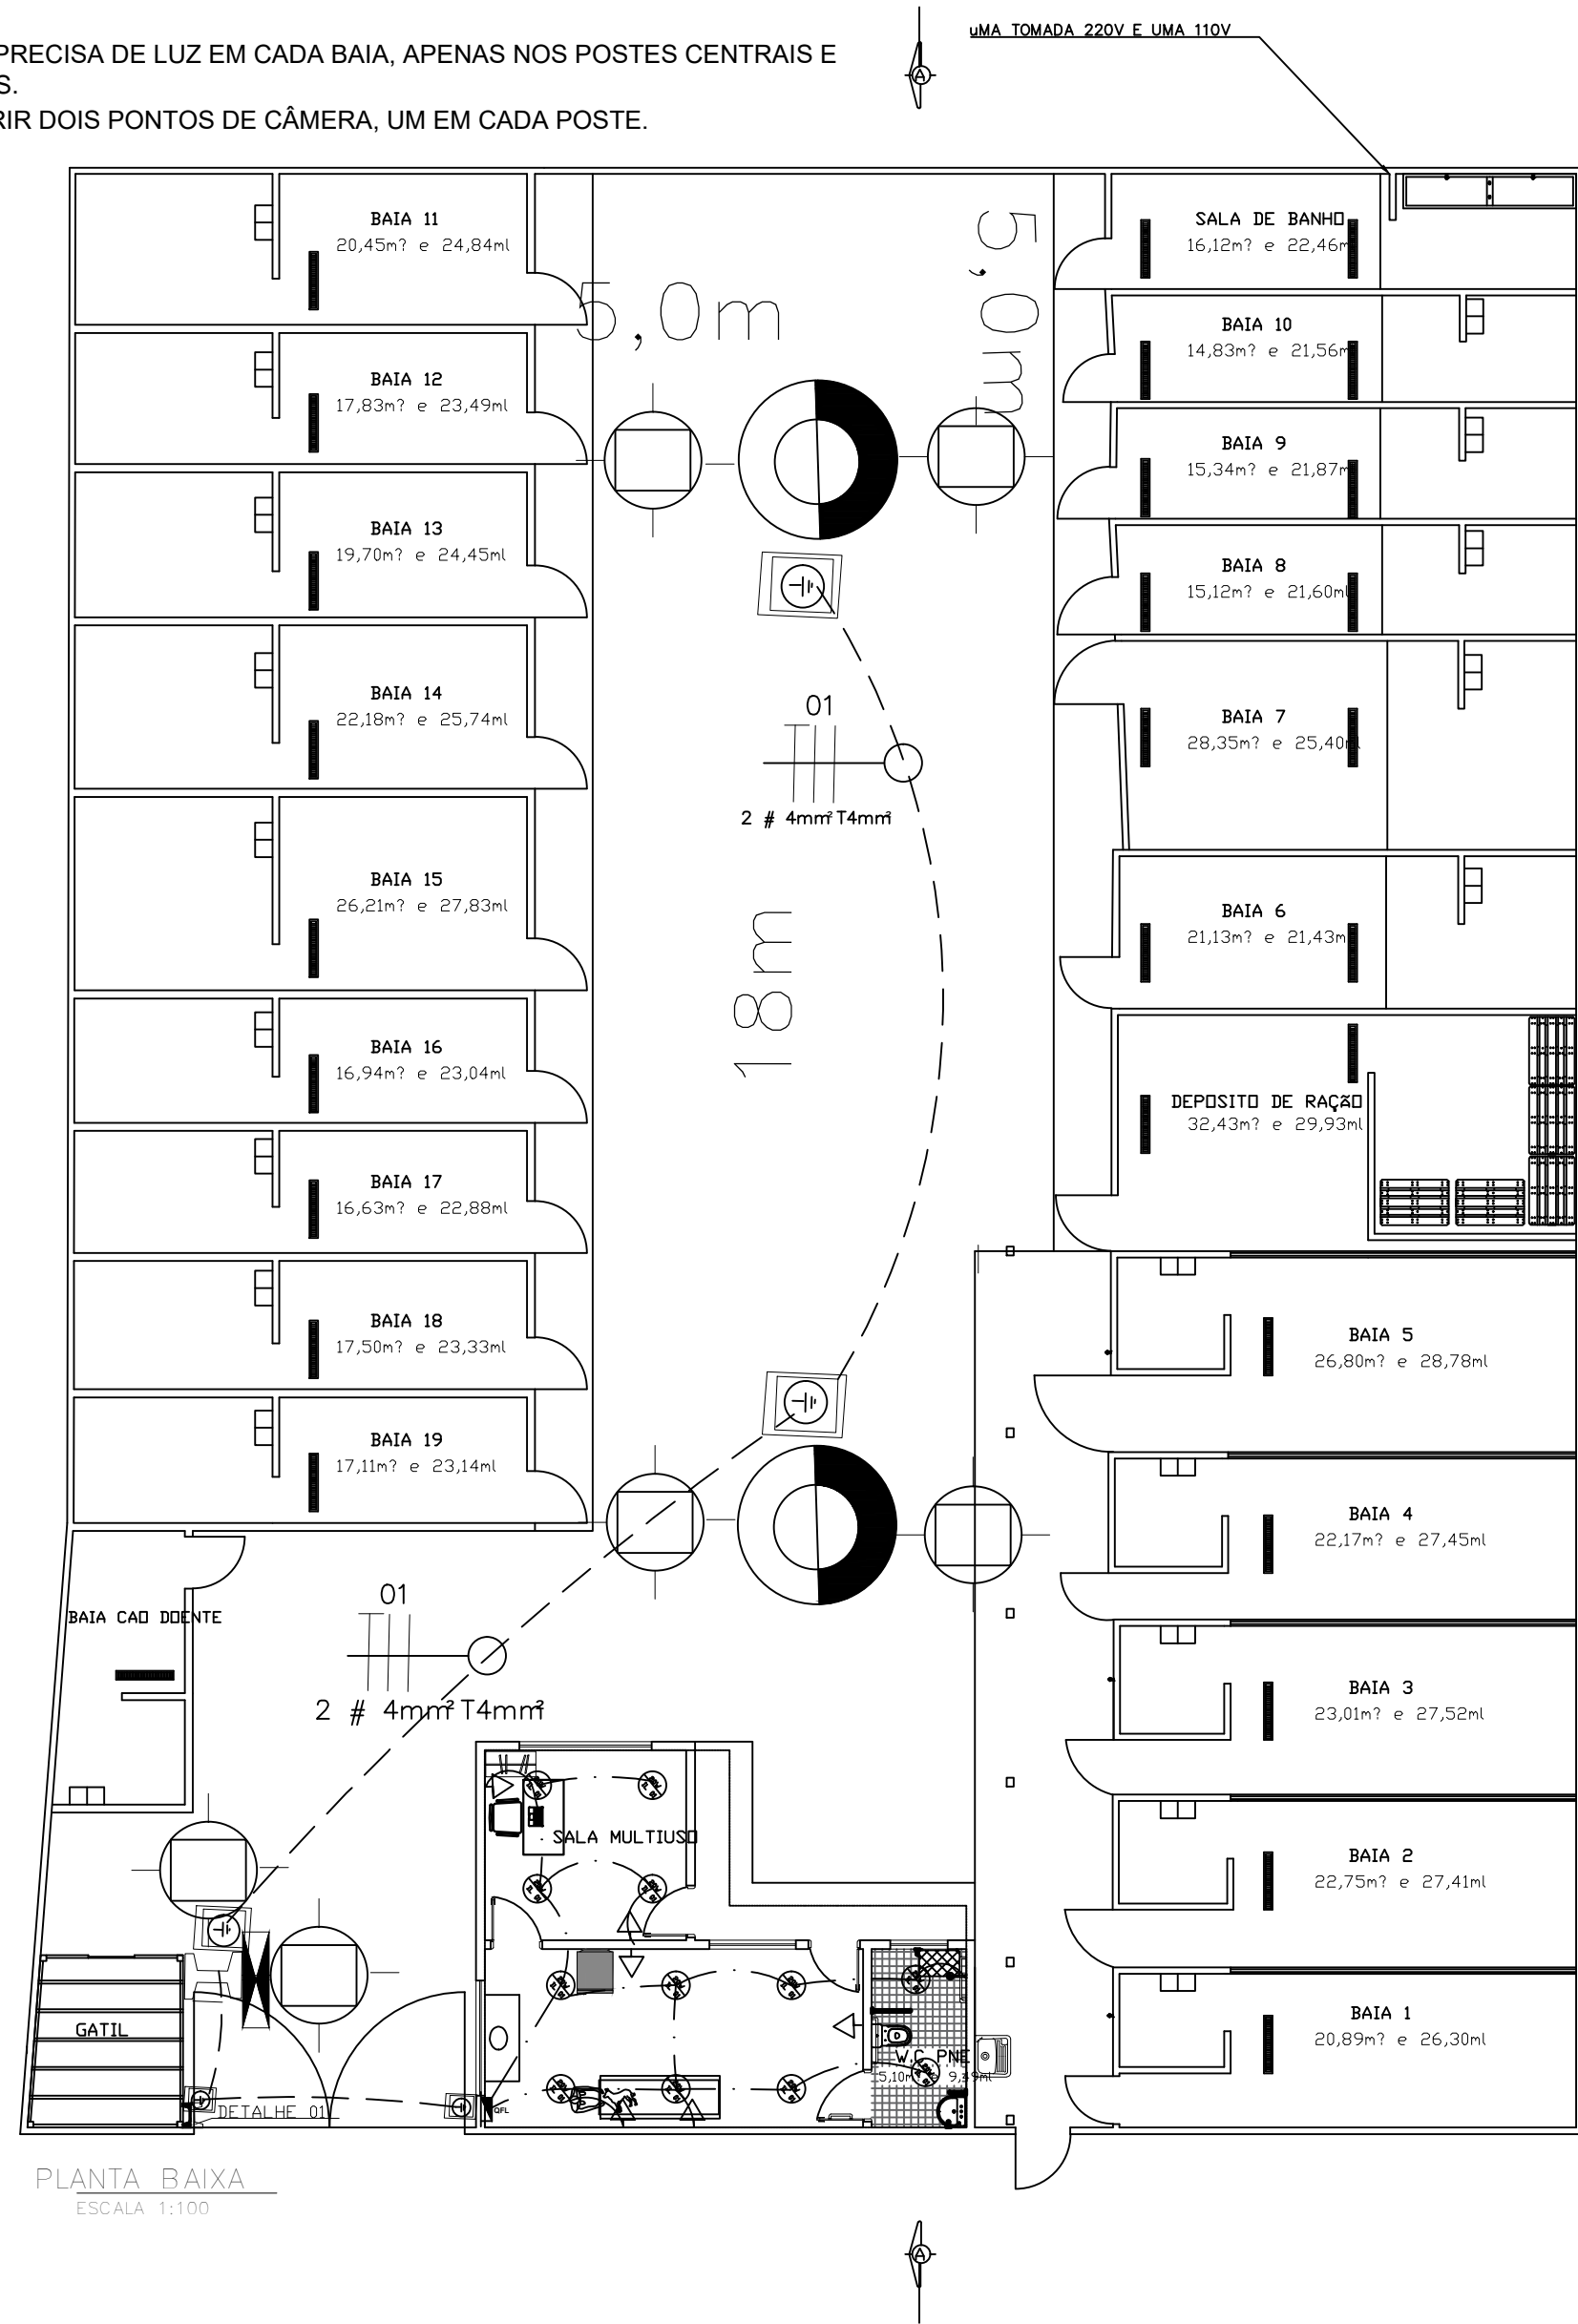 PRECISA DE LUZ EM CADA BAIA, APENAS NOS POSTES CENTRAIS E
S.
RIR DOIS PONTOS DE CÂMERA, UM EM CADA POSTE.
uMA TOMADA 220V E UMA 110V
A
BAIA 11
20,45m? e 24,84ml
SALA DE BANHO
16,12m? e 22,46m
5,0m
5,0m
BAIA 10
14,83m? e 21,56m
BAIA 12
17,83m? e 23,49ml
BAIA 9
15,34m? e 21,87m
BAIA 13
19,70m? e 24,45ml
BAIA 8
15,12m? e 21,60ml
BAIA 14
22,18m? e 25,74ml
01
2 # 4mm² T4mm²
BAIA 7
28,35m? e 25,40ml
BAIA 15
26,21m? e 27,83ml
BAIA 6
21,13m? e 21,43m
18m
BAIA 16
16,94m? e 23,04ml
DEPOSITO DE RAÇÃO
32,43m? e 29,93ml
BAIA 17
16,63m? e 22,88ml
BAIA 18
17,50m? e 23,33ml
BAIA 5
26,80m? e 28,78ml
BAIA 19
17,11m? e 23,14ml
BAIA 4
22,17m? e 27,45ml
BAIA CAO DOENTE
01
2 # 4mm² T4mm²
BAIA 3
23,01m? e 27,52ml
SALA MULTIUSO
BAIA 2
22,75m? e 27,41ml
GATIL
BAIA 1
20,89m? e 26,30ml
W.C. PNE
DETALHE 01
QFL
PLANTA BAIXA
ESCALA 1:100
A